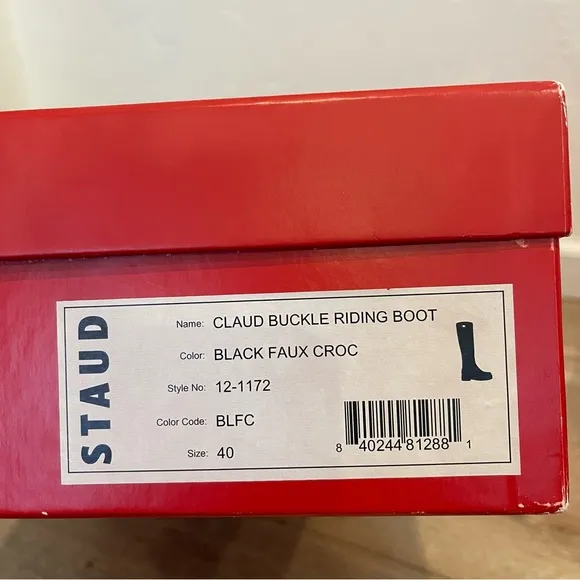 STAUD
Name: CLAUD BUCKLE RIDING BOOT
Color: BLACK FAUX CROC
Style No: 12-1172
Color Code: BLFC
Size: 40
8 40244 81288 1